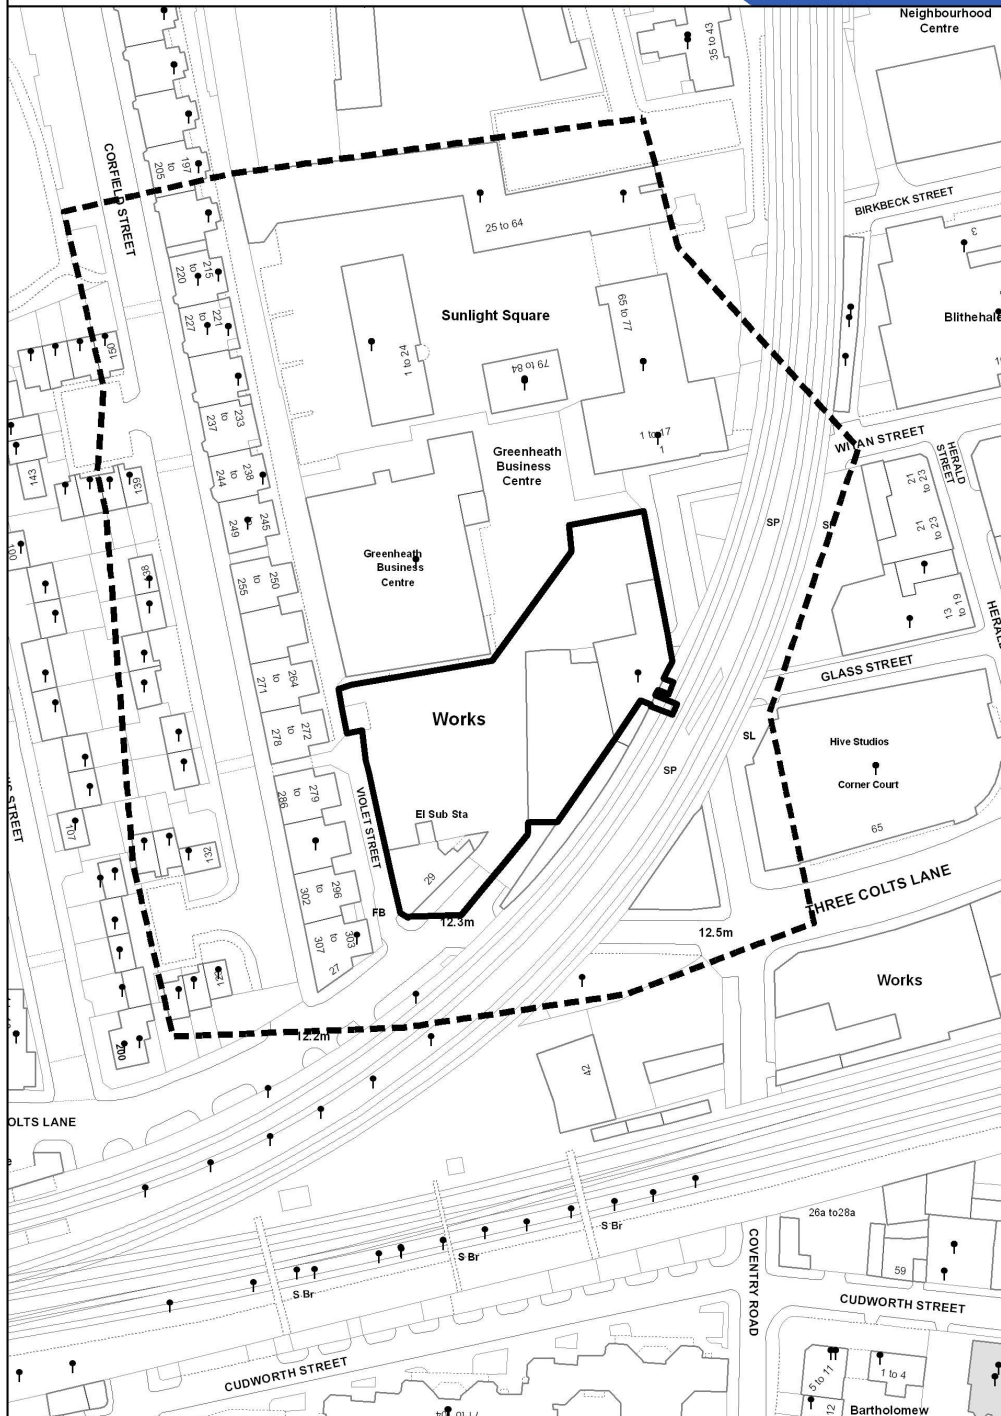 Neighbourhood
Centre
35 to 43
CORFIELD STREET
197
to
205
BIRKBECK STREET
25 to 64
3
215
to
220
Sunlight Square
65 to 77
221
to
227
1 to 24
79 to 84
Blithehale
150
233
to
237
1 to 17
1
WITAN STREET
HERALD
STREET
Greenheath
Business
Centre
143
139
238
to
244
21
to 23
245
249
SP
21
to 23
100
Greenheath
Business
Centre
138
250
to
255
13
to 19
HERAL
264
271
GLASS STREET
Works
272
to
278
SL
Hive Studios
SP
Corner Court
279
to
286
VIOLET STREET
El Sub Sta
107
132
65
29
296
to
302
THREE COLTS LANE
FB
12.3m
12.5m
303
to
307
27
Works
12.2m
200
42
OLTS LANE
26a to28a
S Br
S Br
S Br
59
COVENTRY ROAD
CUDWORTH STREET
CUDWORTH STREET
5 to 11
1 to 4
12
Bartholomew